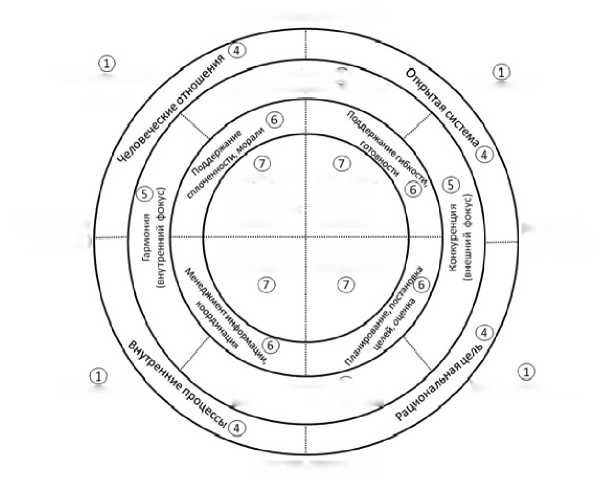 1
4
Человеческие отношения
1
Открытая система
4
6
Поддержание
сплоченности, морали
Поддержание гибкости,
готовности
6
7
7
5
Гармония
(внутренний фокус)
5
Конкуренция
(внешний фокус)
7
7
Менеджмент информации,
координация
6
Планирование, постановка
целей, оценка
6
1
Внутренние процессы
4
4
Рациональная цель
1